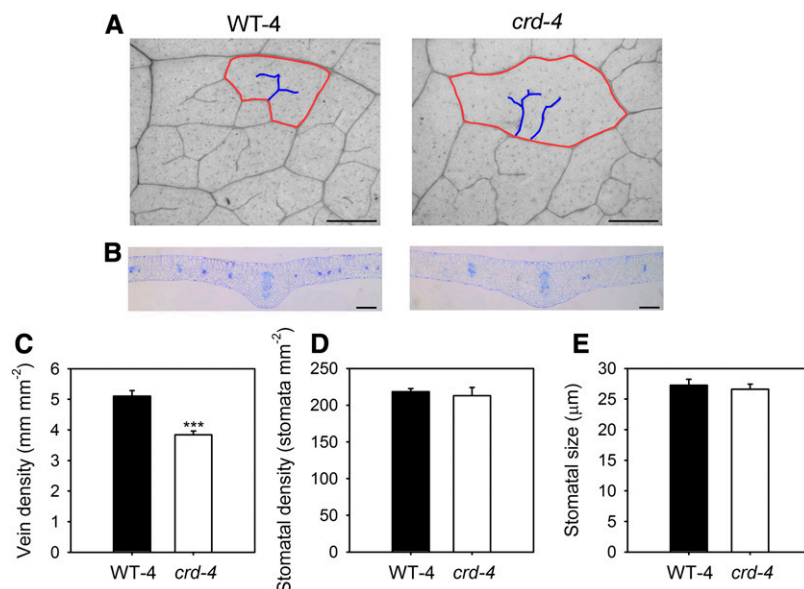 A WT-4 crd-4
B
C D E
Vein density (mm mm⁻²)
6
5
4
3
2
1
0
***
WT-4 crd-4
Stomatal density (stomata mm⁻²)
250
200
150
100
50
0
WT-4 crd-4
Stomatal size (μm)
30
25
20
15
10
5
0
WT-4 crd-4